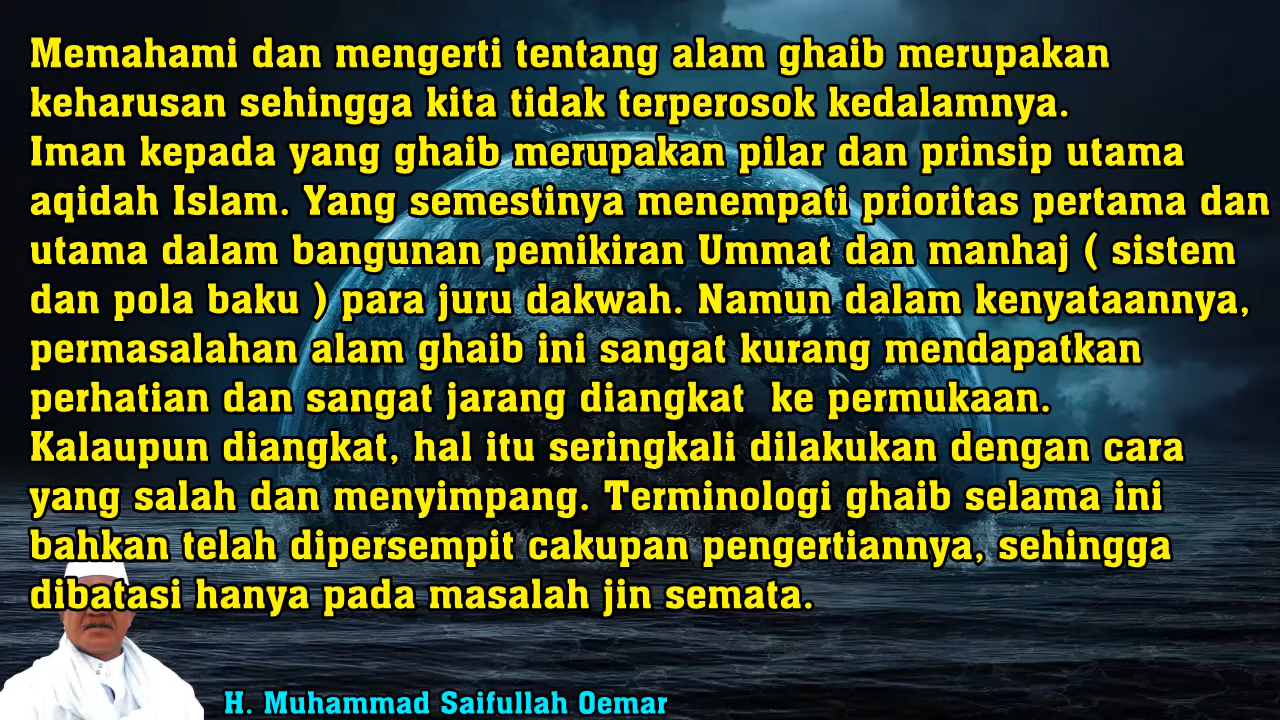 Memahami dan mengerti tentang alam ghaib merupakan
keharusan sehingga kita tidak terperosok kedalamnya.
Iman kepada yang ghaib merupakan pilar dan prinsip utama
aqidah Islam. Yang semestinya menempati prioritas pertama dan
utama dalam bangunan pemikiran Ummat dan manhaj ( sistem
dan pola baku ) para juru dakwah. Namun dalam kenyataannya,
permasalahan alam ghaib ini sangat kurang mendapatkan
perhatian dan sangat jarang diangkat  ke permukaan.
Kalaupun diangkat, hal itu seringkali dilakukan dengan cara
yang salah dan menyimpang. Terminologi ghaib selama ini
bahkan telah dipersempit cakupan pengertiannya, sehingga
dibatasi hanya pada masalah jin semata.
H. Muhammad Saifullah Oemar